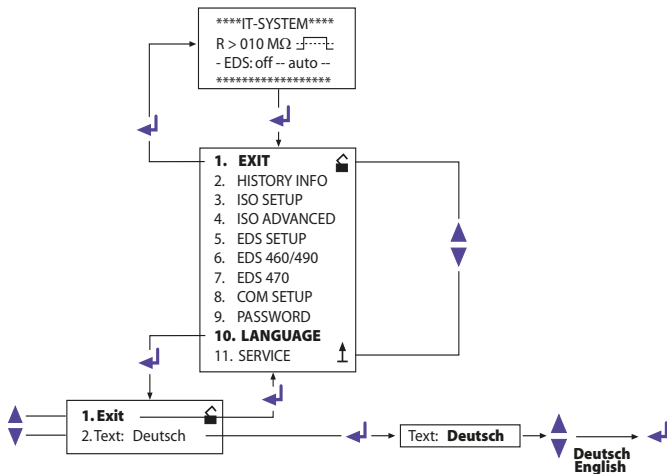 ****IT-SYSTEM****
R > 010 MΩ
- EDS: off -- auto --
******************
1. EXIT
2. HISTORY INFO
3. ISO SETUP
4. ISO ADVANCED
5. EDS SETUP
6. EDS 460/490
7. EDS 470
8. COM SETUP
9. PASSWORD
10. LANGUAGE
11. SERVICE
1. Exit
2. Text: Deutsch
Text: Deutsch
Deutsch
English